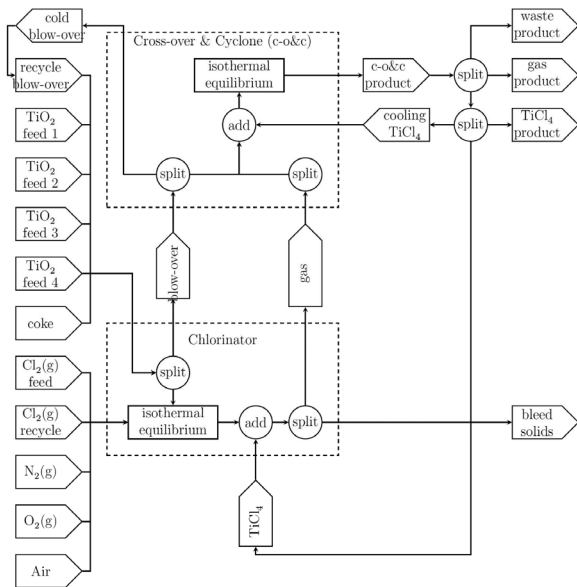 cold
blow-over
recycle
blow-over
TiO₂
feed 1
TiO₂
feed 2
TiO₂
feed 3
TiO₂
feed 4
coke
Cl₂(g)
feed
Cl₂(g)
recycle
N₂(g)
O₂(g)
Air
Cross-over & Cyclone (c-o&c)
isothermal
equilibrium
add
split
split
c-o&c
product
cooling
TiCl₄
split
split
waste
product
gas
product
TiCl₄
product
blow-over
gas
Chlorinator
split
isothermal
equilibrium
add
split
TiCl₄
bleed
solids